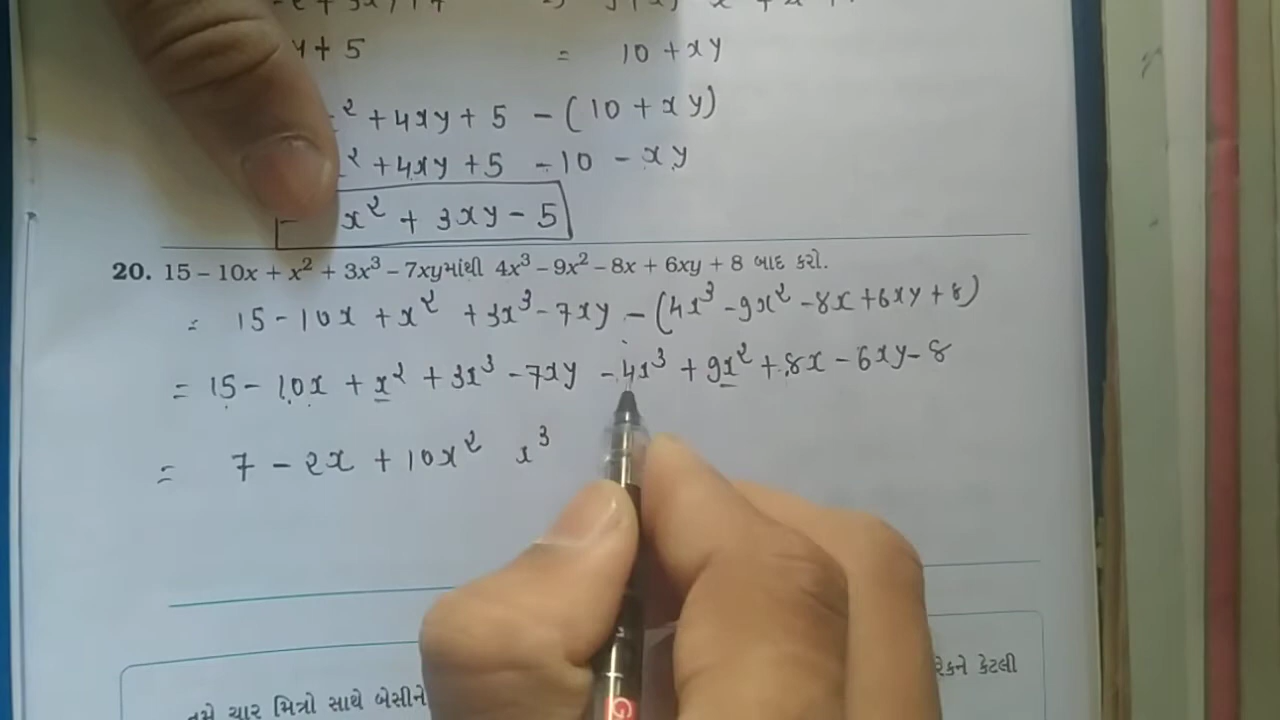 y + 5 = 10 + xy
² + 4xy + 5 - (10 + xy)
² + 4xy + 5 - 10 - xy
x² + 3xy - 5
20. 15 – 10x + x² + 3x³ – 7xyમાંથી 4x³ – 9x² – 8x + 6xy + 8 બાદ કરો.
= 15 - 10x + x² + 3x³ - 7xy - (4x³ - 9x² - 8x + 6xy + 8)
= 15 - 10x + x² + 3x³ - 7xy - 4x³ + 9x² + 8x - 6xy - 8
= 7 - 2x + 10x² x³
કેટલી
તમે ચાર મિત્રો સાથે બેસીને